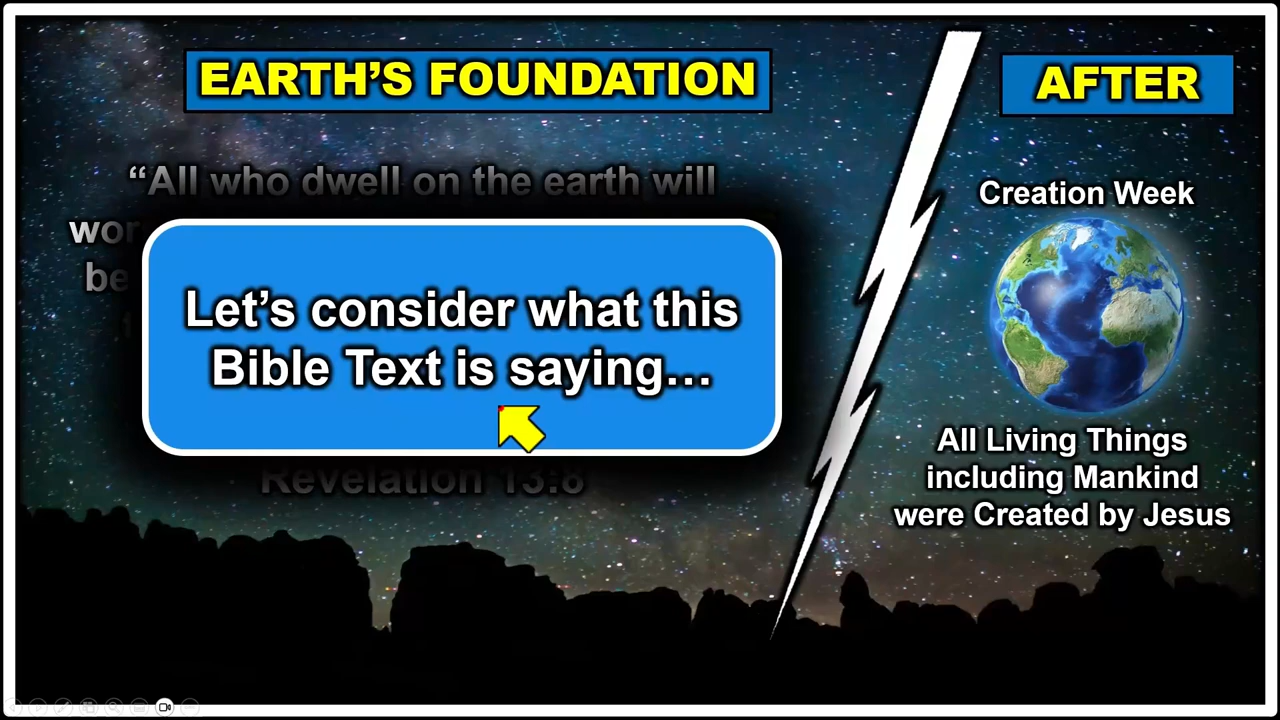 EARTH’S FOUNDATION
AFTER
“All who dwell on the earth will
be
Let’s consider what this
Bible Text is saying…
Revelation 13:8
Creation Week
All Living Things
including Mankind
were Created by Jesus